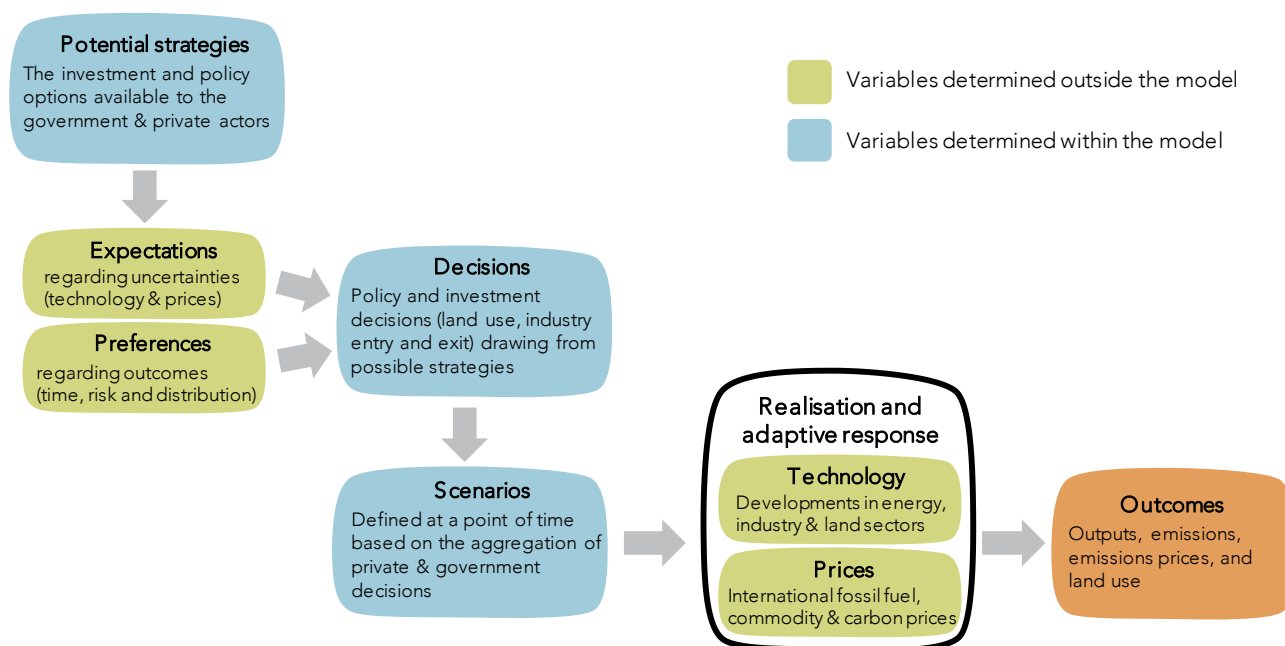 Potential strategies
The investment and policy
options available to the
government & private actors
Variables determined outside the model
Variables determined within the model
Expectations
regarding uncertainties
(technology & prices)
Preferences
regarding outcomes
(time, risk and distribution)
Decisions
Policy and investment
decisions (land use, industry
entry and exit) drawing from
possible strategies
Scenarios
Defined at a point of time
based on the aggregation of
private & government
decisions
Realisation and
adaptive response
Technology
Developments in energy,
industry & land sectors
Prices
International fossil fuel,
commodity & carbon prices
Outcomes
Outputs, emissions,
emissions prices, and
land use